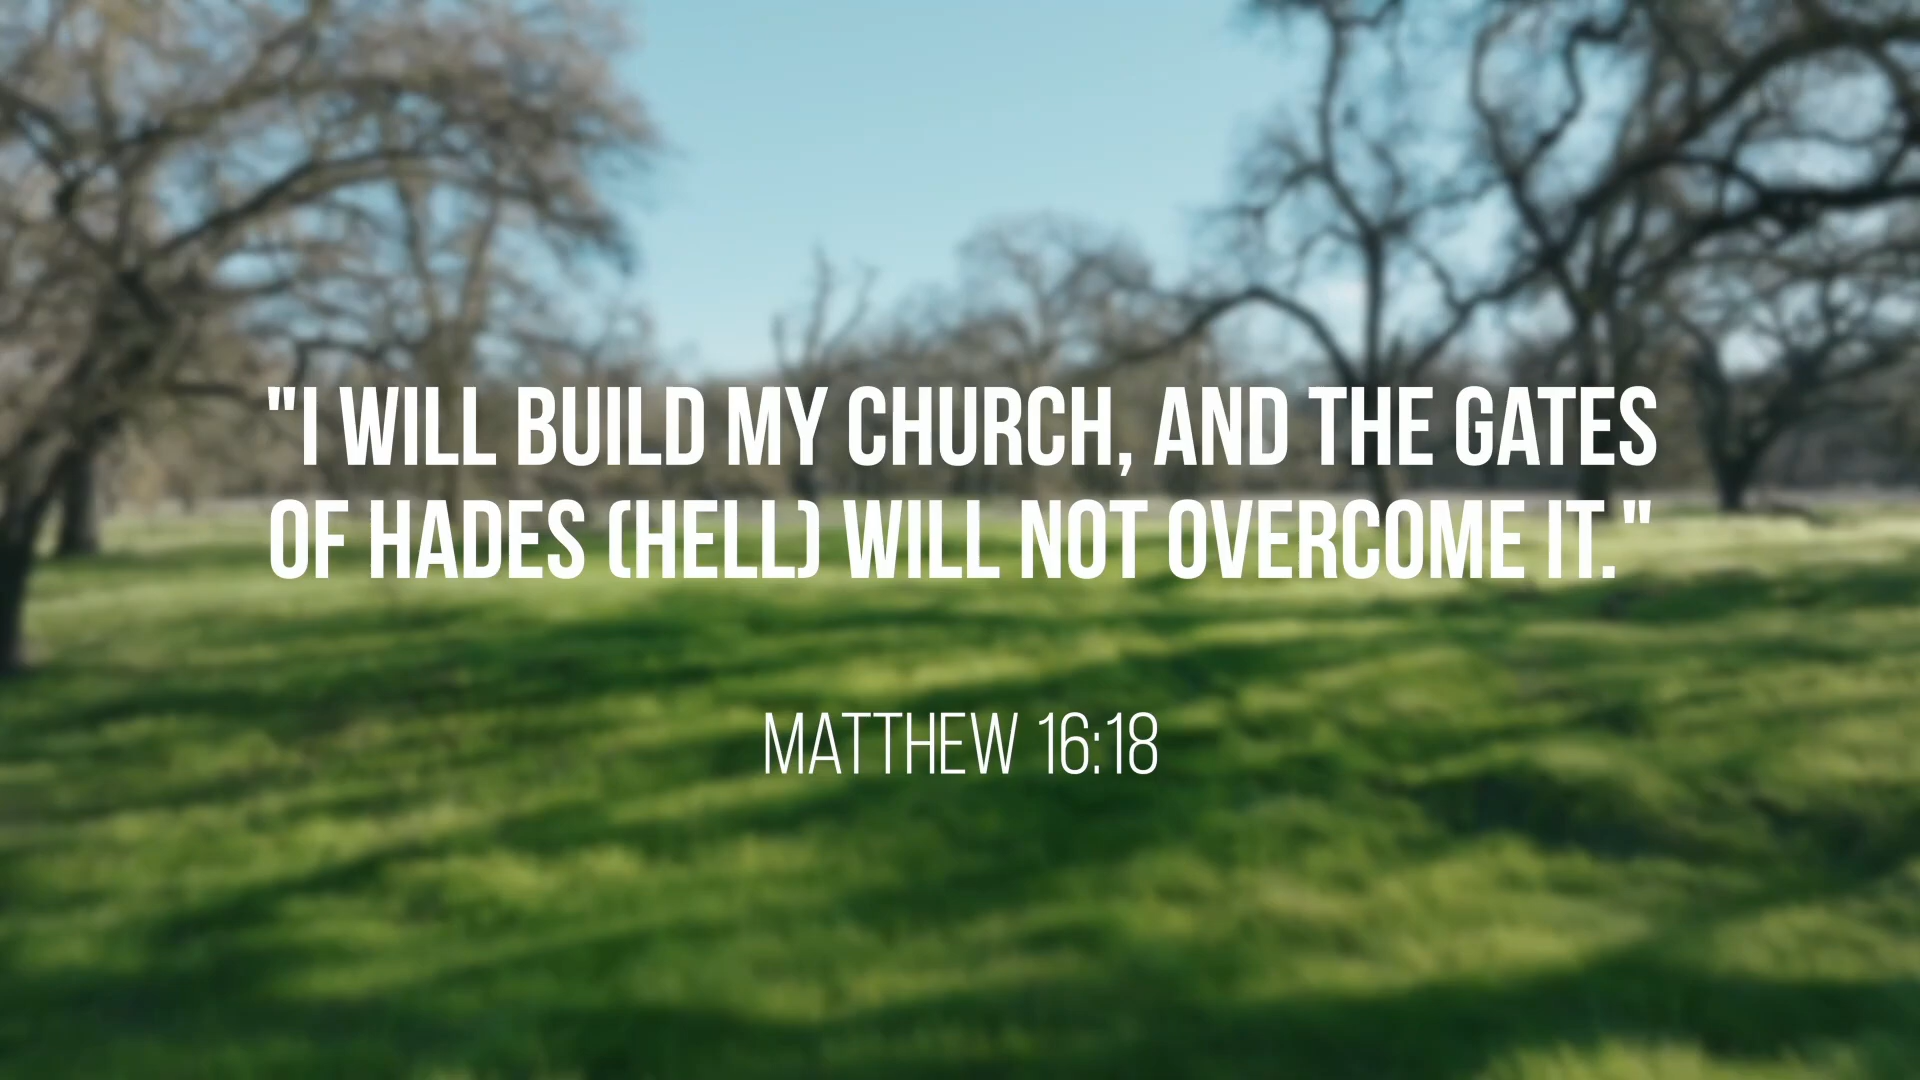 "I WILL BUILD MY CHURCH, AND THE GATES
OF HADES (HELL) WILL NOT OVERCOME IT."
MATTHEW 16:18